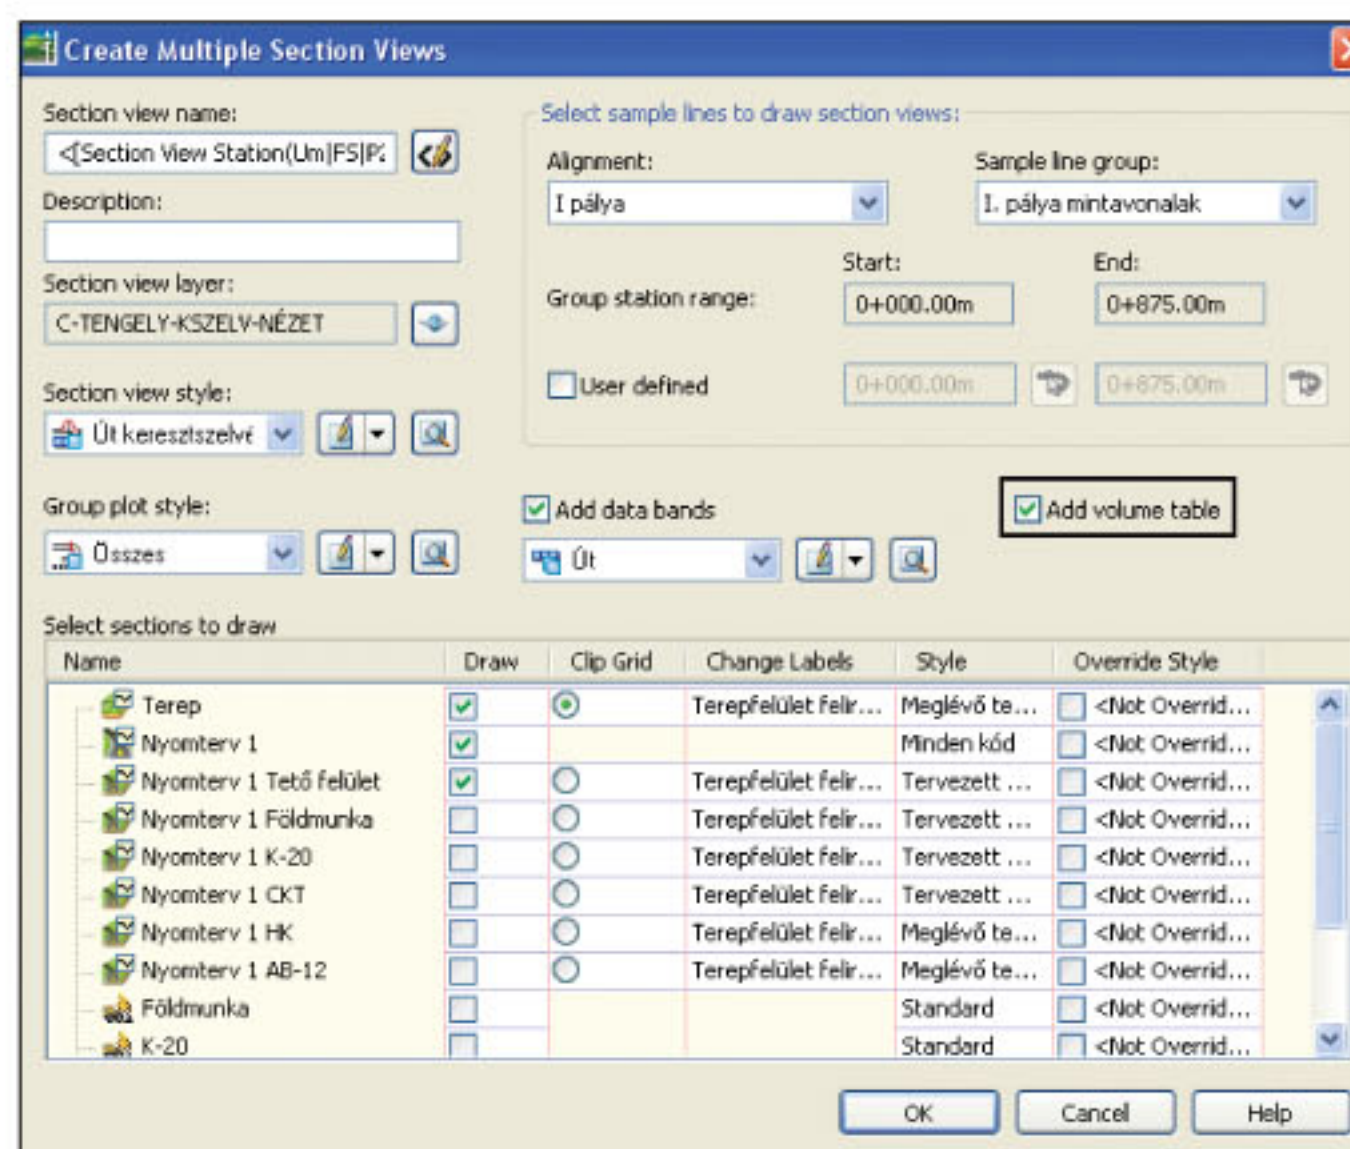 Create Multiple Section Views
Section view name:
<[Section View Station(Um|FS|P2
Description:
Section view layer:
C-TENGELY-KSZELV-NÉZET
Section view style:
Út keresztszelvé
Group plot style:
Összes
Select sample lines to draw section views:
Alignment:
I pálya
Sample line group:
I. pálya mintavonalak
Start:
End:
Group station range:
0+000.00m
0+875.00m
User defined
0+000.00m
0+875.00m
Add data bands
Út
Add volume table
Select sections to draw
Name Draw Clip Grid Change Labels Style Override Style
Terep Terepfelület felir... Meglévő te... <Not Overrid...
Nyomterv 1 Minden kód <Not Overrid...
Nyomterv 1 Tető felület Terepfelület felir... Tervezett ... <Not Overrid...
Nyomterv 1 Földmunka Terepfelület felir... Tervezett ... <Not Overrid...
Nyomterv 1 K-20 Terepfelület felir... Tervezett ... <Not Overrid...
Nyomterv 1 CKT Terepfelület felir... Tervezett ... <Not Overrid...
Nyomterv 1 HK Terepfelület felir... Meglévő te... <Not Overrid...
Nyomterv 1 AB-12 Terepfelület felir... Meglévő te... <Not Overrid...
Földmunka Standard <Not Overrid...
K-20 Standard <Not Overrid...
OK Cancel Help